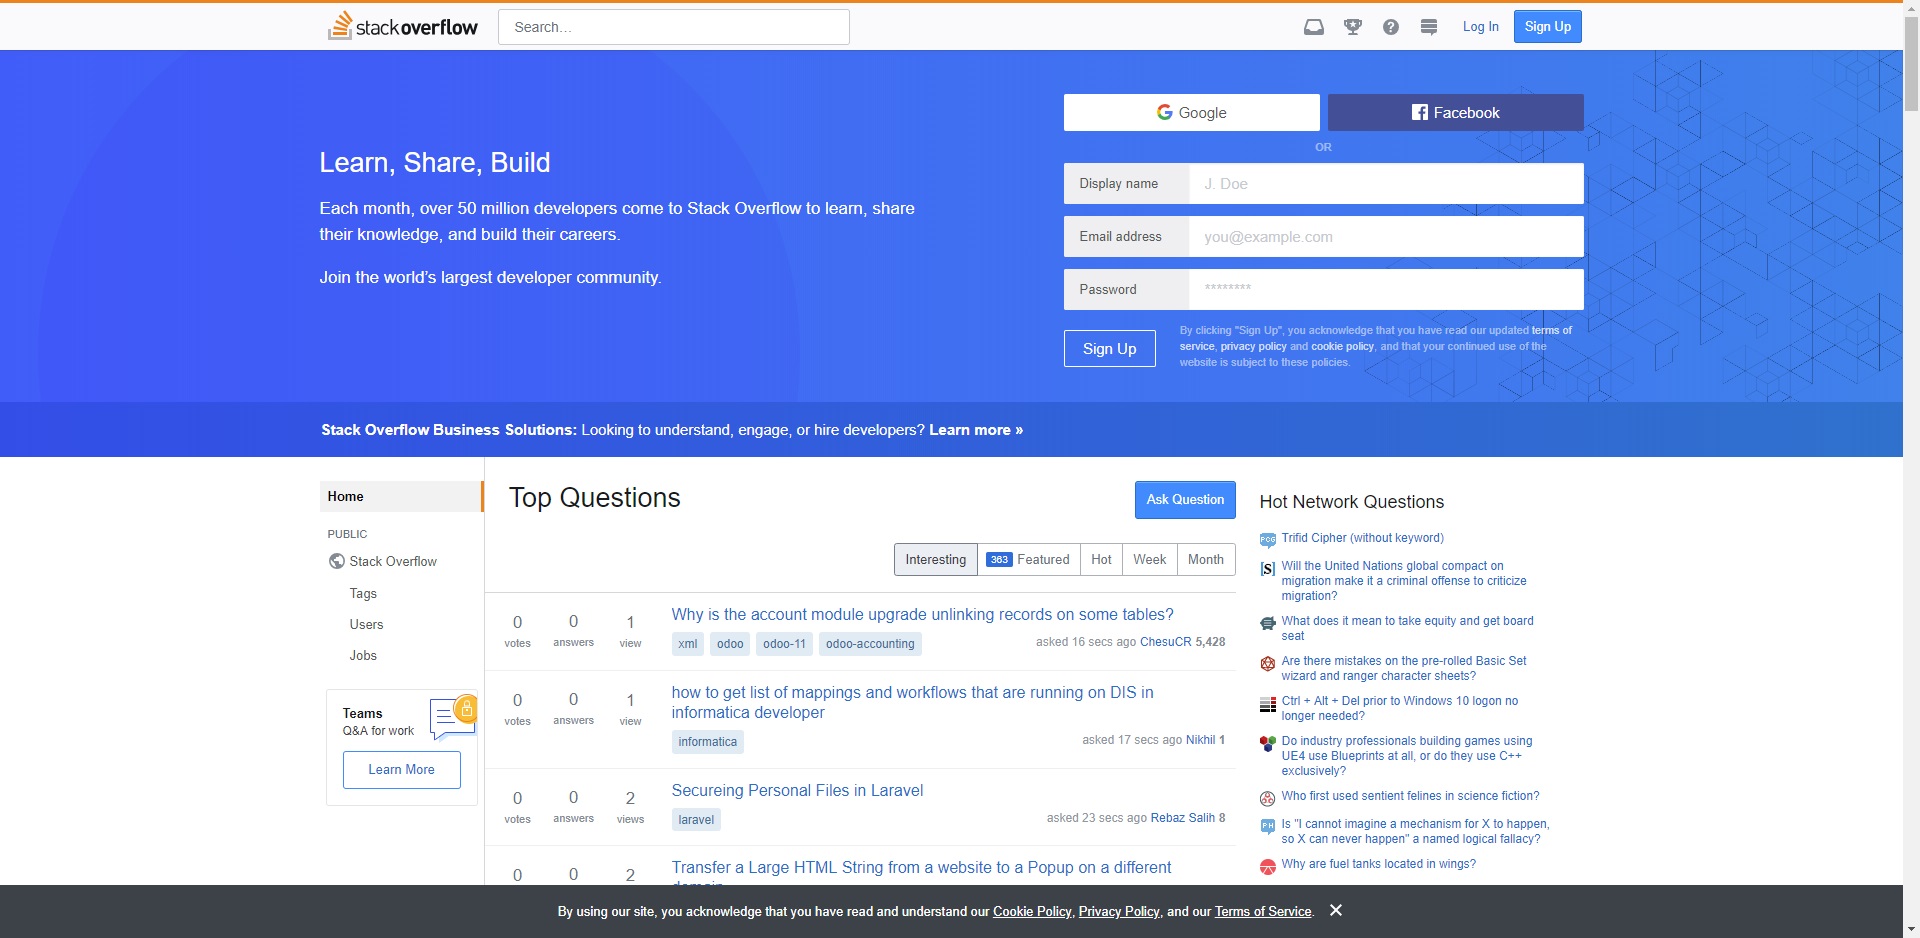 stackoverflow
Search…
Log In
Sign Up
Google
Facebook
OR
Learn, Share, Build
Each month, over 50 million developers come to Stack Overflow to learn, share
their knowledge, and build their careers.
Join the world’s largest developer community.
Display name
J. Doe
Email address
you@example.com
Password
********
Sign Up
By clicking "Sign Up", you acknowledge that you have read our updated terms of
service, privacy policy and cookie policy, and that your continued use of the
website is subject to these policies.
Stack Overflow Business Solutions: Looking to understand, engage, or hire developers? Learn more »
Home
PUBLIC
Stack Overflow
Tags
Users
Jobs
Teams
Q&A for work
Learn More
Top Questions
Ask Question
Interesting
363 Featured
Hot
Week
Month
0 votes
0 answers
1 view
Why is the account module upgrade unlinking records on some tables?
xml odoo odoo-11 odoo-accounting
asked 16 secs ago ChesuCR 5,428
0 votes
0 answers
1 view
how to get list of mappings and workflows that are running on DIS in
informatica developer
informatica
asked 17 secs ago Nikhil 1
0 votes
0 answers
2 views
Secureing Personal Files in Laravel
laravel
asked 23 secs ago Rebaz Salih 8
0
0
2
Transfer a Large HTML String from a website to a Popup on a different
Hot Network Questions
PCG
Trifid Cipher (without keyword)
[S]
Will the United Nations global compact on
migration make it a criminal offense to criticize
migration?
What does it mean to take equity and get board
seat
Are there mistakes on the pre-rolled Basic Set
wizard and ranger character sheets?
Ctrl + Alt + Del prior to Windows 10 logon no
longer needed?
Do industry professionals building games using
UE4 use Blueprints at all, or do they use C++
exclusively?
Who first used sentient felines in science fiction?
PH
Is "I cannot imagine a mechanism for X to happen,
so X can never happen" a named logical fallacy?
Why are fuel tanks located in wings?
By using our site, you acknowledge that you have read and understand our Cookie Policy, Privacy Policy, and our Terms of Service.